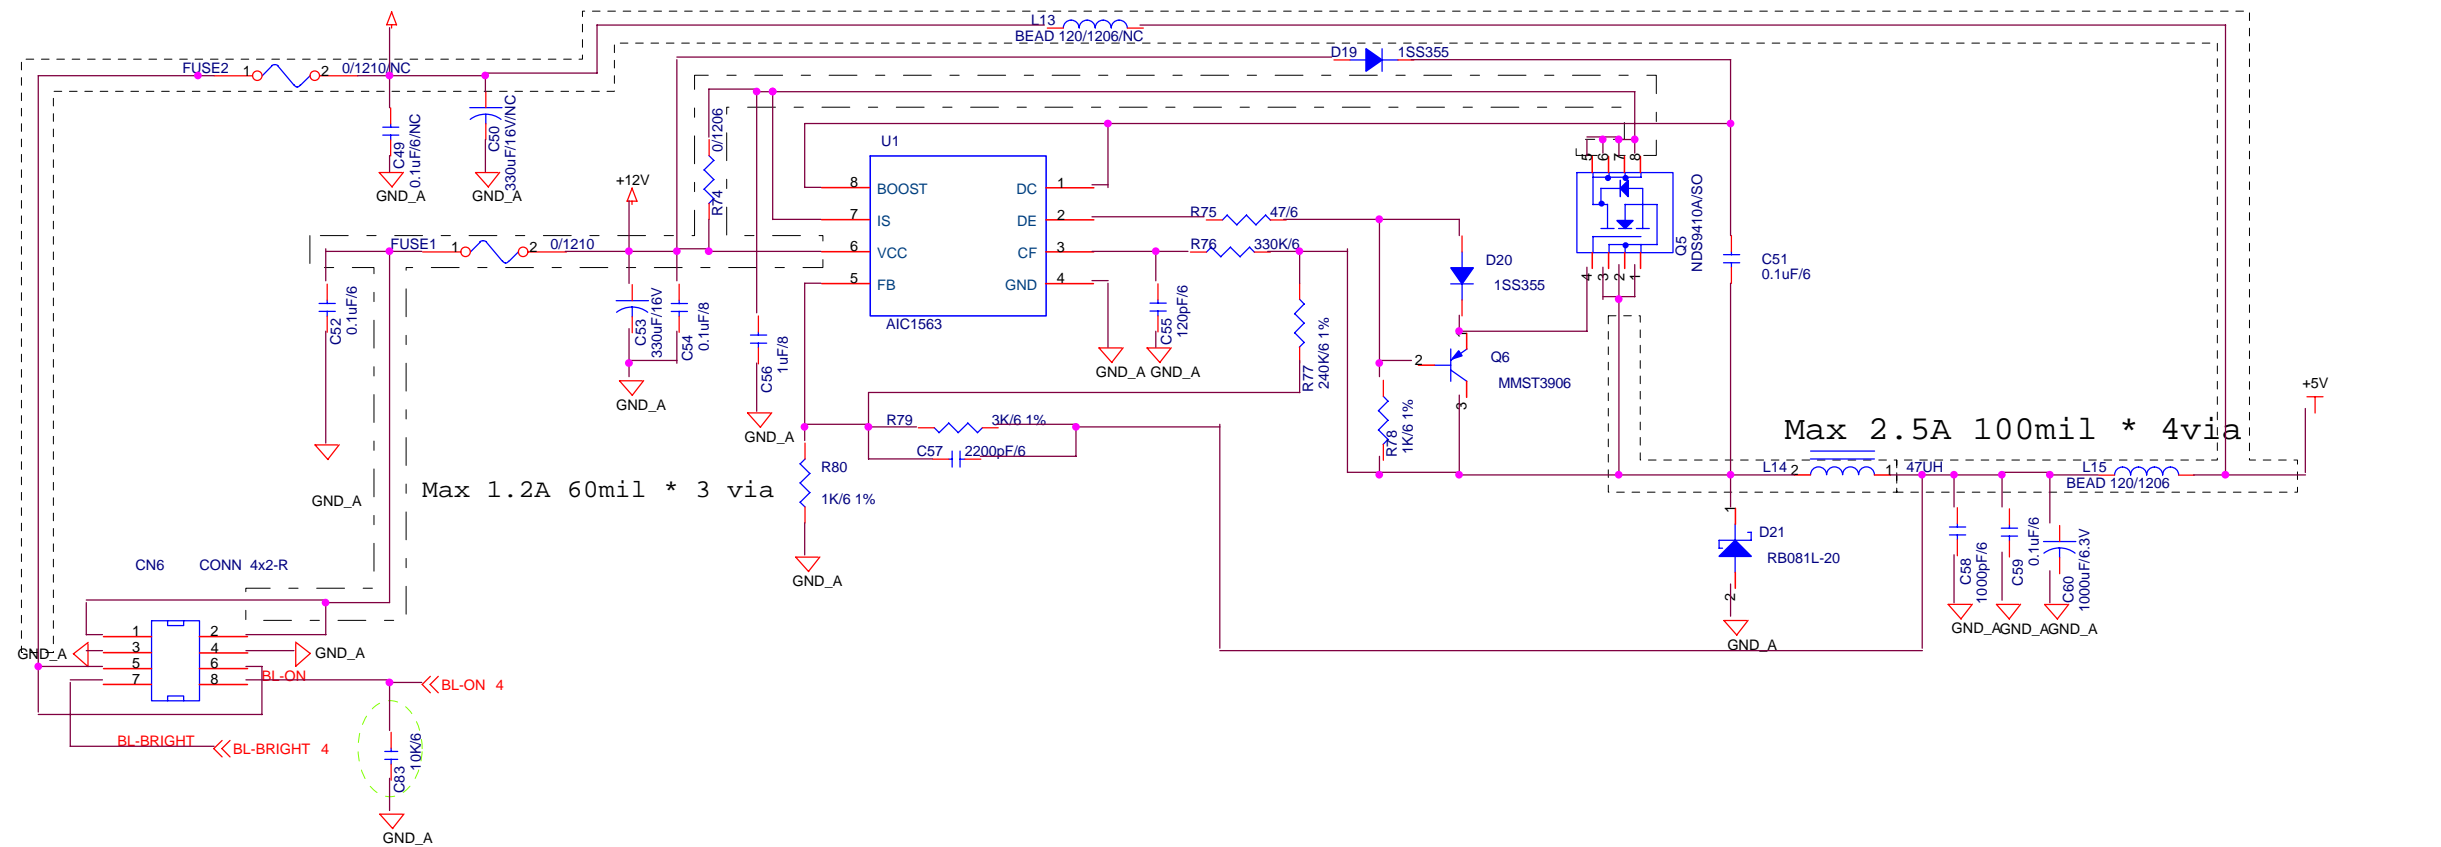 L13
BEAD 120/1206/NC
D19
1SS355
FUSE2
1
2
0/1210/NC
C49
0.1uF/6/NC
GND_A
C50
330uF/16V/NC
GND_A
+12V
R74
0/1206
U1
8
BOOST
DC
1
7
IS
DE
2
6
VCC
CF
3
5
FB
GND
4
AIC1563
R75
47/6
R76
330K/6
5
6
7
8
Q5
NDS9410A/SO
4
3
2
1
FUSE1
1
2
0/1210
C52
0.1uF/6
GND_A
C53
330uF/16V
C54
0.1uF/8
GND_A
C56
1uF/8
GND_A
GND_A
C55
120pF/6
GND_A
R77
240K/6 1%
D20
1SS355
2
Q6
MMST3906
3
R78
1K/6 1%
C51
0.1uF/6
R79
3K/6 1%
C57
2200pF/6
R80
1K/6 1%
GND_A
Max 1.2A 60mil * 3 via
Max 2.5A 100mil * 4via
+5V
L14
2
1
47UH
L15
BEAD 120/1206
1
D21
RB081L-20
2
GND_A
C58
1000pF/6
GND_A
C59
0.1uF/6
GND_A
C60
1000uF/6.3V
GND_A
CN6
CONN 4x2-R
1
2
GND_A
3
4
GND_A
5
6
BL-ON
7
8
BL-ON 4
BL-BRIGHT
BL-BRIGHT 4
C83
10K/6
GND_A